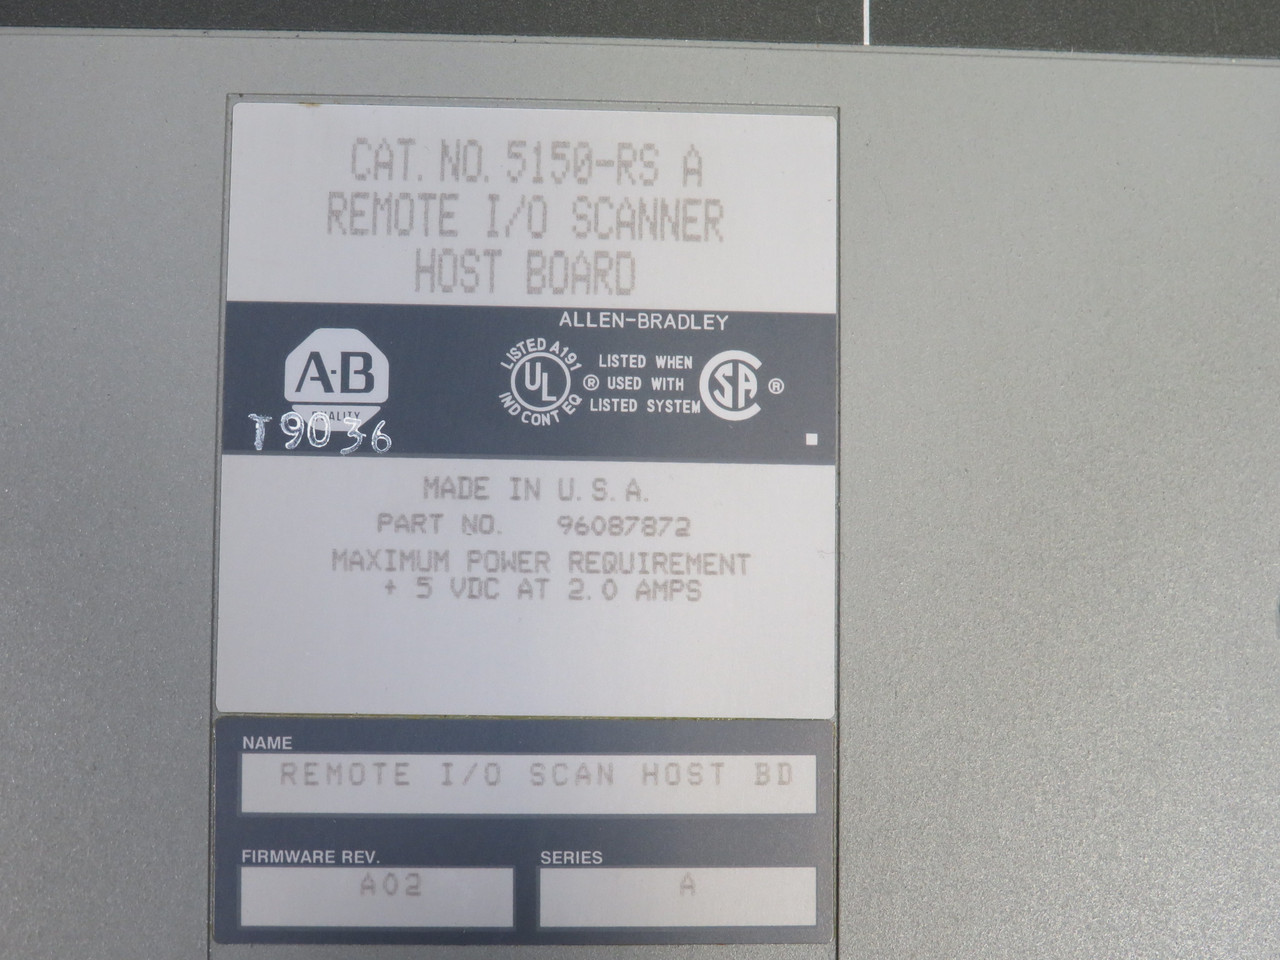 CAT. NO. 5150-RS A
REMOTE I/O SCANNER
HOST BOARD
ALLEN-BRADLEY
A·B
QUALITY
T9036
LISTED A191
UL ®
IND CONT EQ
LISTED WHEN
USED WITH
LISTED SYSTEM
SA ®
MADE IN U.S.A.
PART NO. 96087872
MAXIMUM POWER REQUIREMENT
+ 5 VDC AT 2.0 AMPS
NAME
REMOTE I/O SCAN HOST BD
FIRMWARE REV.
A02
SERIES
A